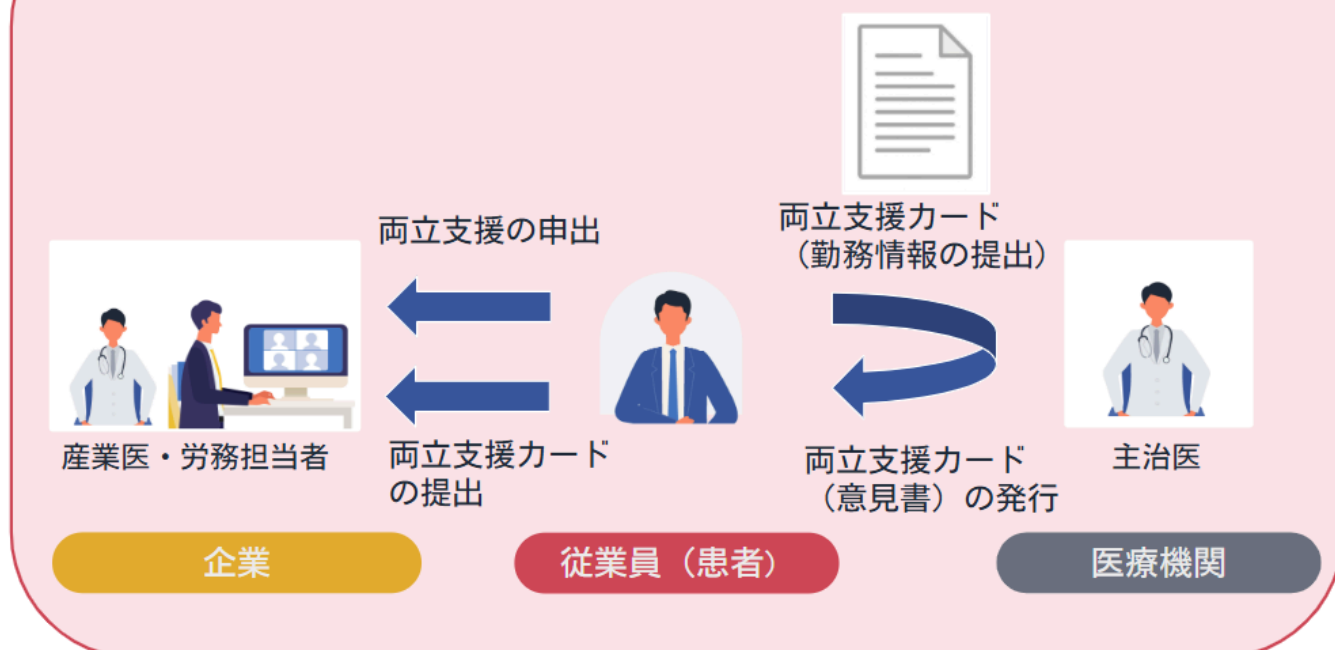 両立支援カード
（勤務情報の提出）
両立支援の申出
両立支援カード
の提出
両立支援カード
（意見書）の発行
産業医・労務担当者
主治医
企業
従業員（患者）
医療機関